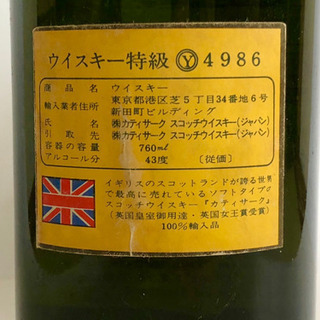 ウイスキー特級 Ⓨ 4986
商品名 ウイスキー
輸入業者住所 東京都港区芝5丁目34番地6号
新田町ビルディング
氏名 ㈱カティサーク スコッチウイスキー(ジャパン)
引取先 ㈱カティサーク スコッチウイスキー(ジャパン)
容器の容量 760ml
アルコール分 43度 〔従価〕
イギリスのスコットランドが誇る世界
で最高に売れているソフトタイプの
スコッチウイスキー『カティサーク』
(英国皇室御用達・英国女王賞受賞)
100%輸入品